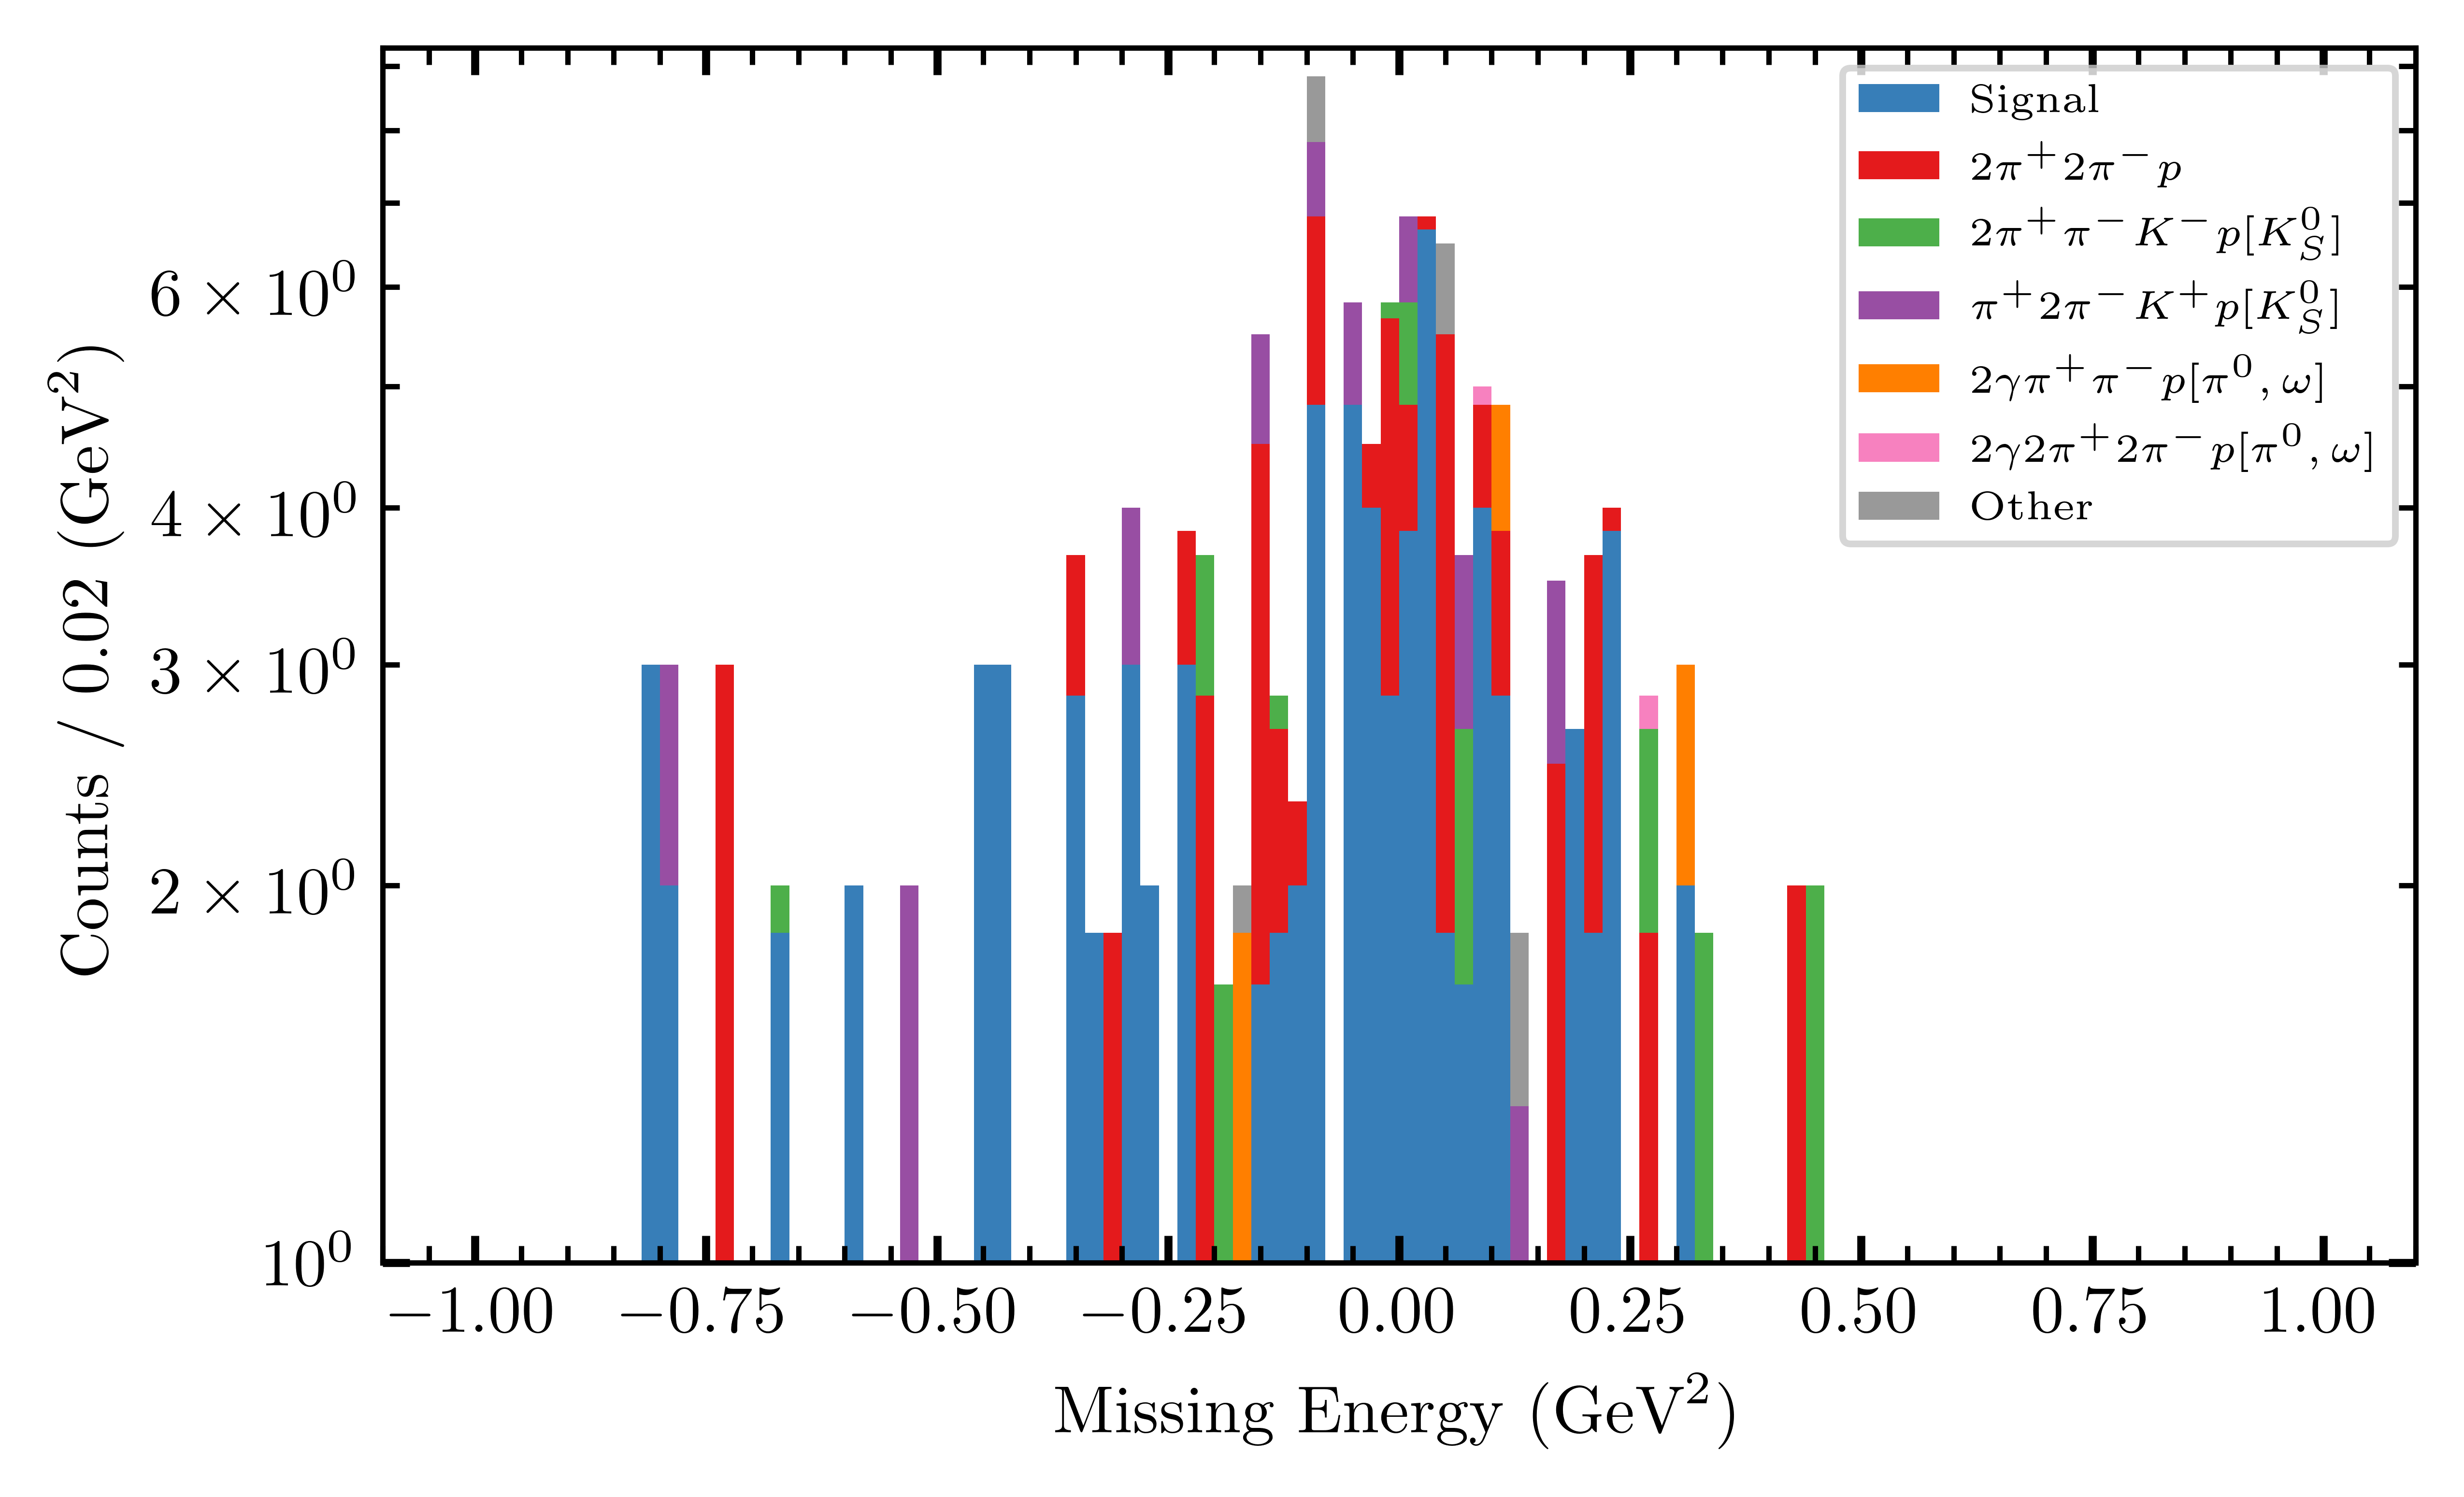 Signal
2π⁺2π⁻p
2π⁺π⁻K⁻p[K⁰_S]
π⁺2π⁻K⁺p[K⁰_S]
2γπ⁺π⁻p[π⁰, ω]
2γ2π⁺2π⁻p[π⁰, ω]
Other
6 × 10⁰
4 × 10⁰
3 × 10⁰
2 × 10⁰
10⁰
Counts / 0.02 (GeV²)
−1.00 −0.75 −0.50 −0.25 0.00 0.25 0.50 0.75 1.00
Missing Energy (GeV²)